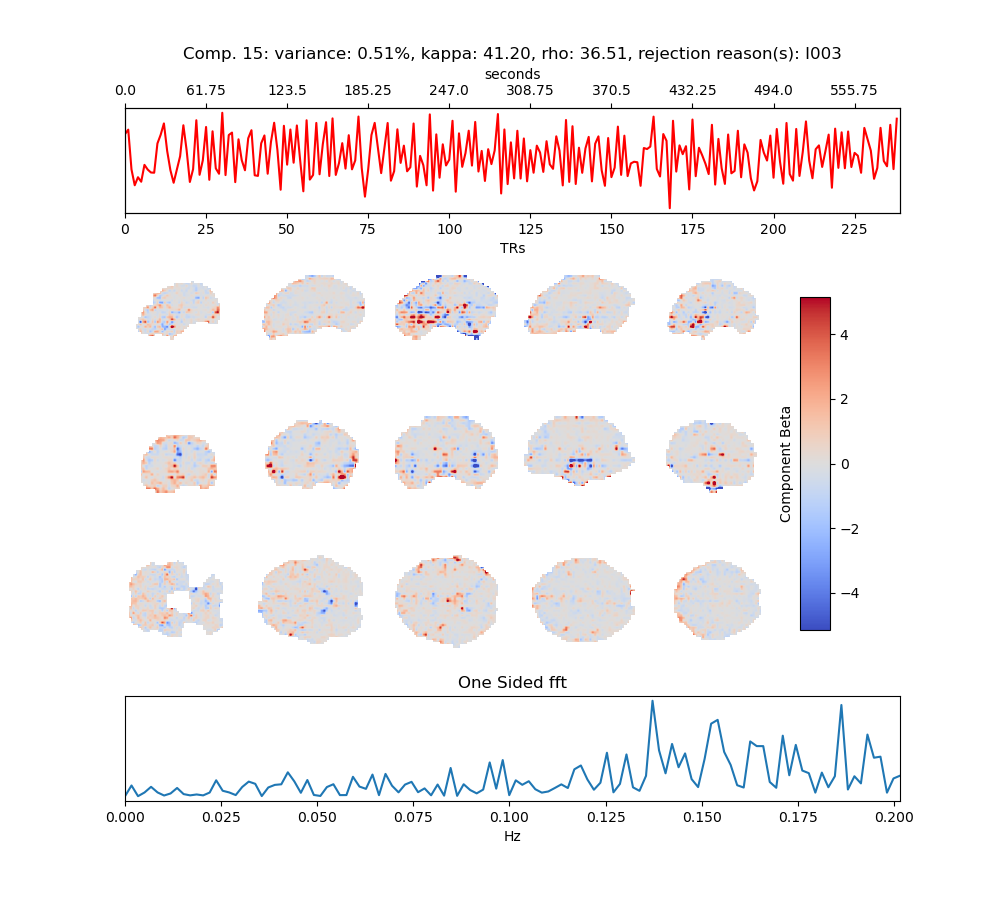 Comp. 15: variance: 0.51%, kappa: 41.20, rho: 36.51, rejection reason(s): I003
seconds
0.0 61.75 123.5 185.25 247.0 308.75 370.5 432.25 494.0 555.75
0 25 50 75 100 125 150 175 200 225
TRs
4
2
0
−2
−4
Component Beta
One Sided fft
0.000 0.025 0.050 0.075 0.100 0.125 0.150 0.175 0.200
Hz